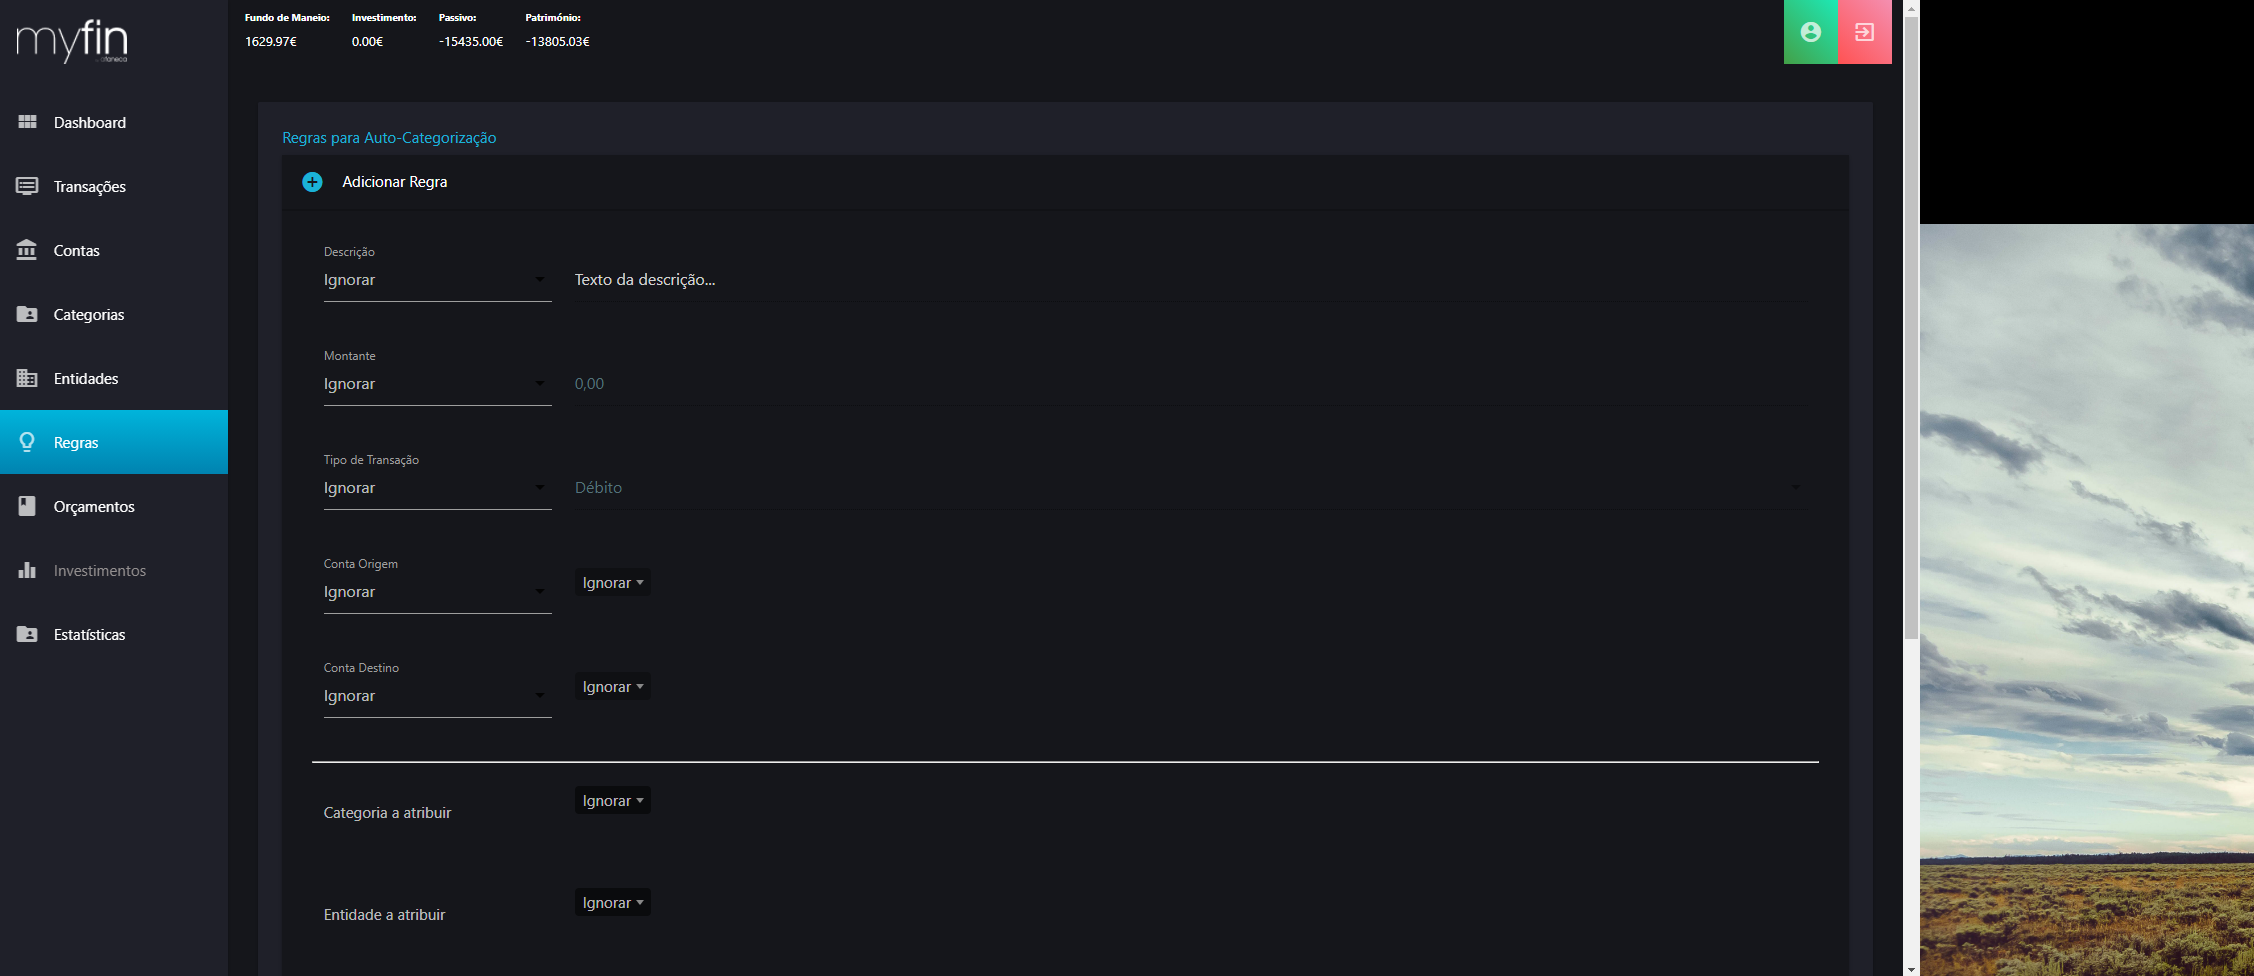 myfin
Fundo de Maneio: Investimento: Passivo: Património:
1629.97€ 0.00€ -15435.00€ -13805.03€
Dashboard
Transações
Contas
Categorias
Entidades
Regras
Orçamentos
Investimentos
Estatísticas
Regras para Auto-Categorização
Adicionar Regra
Descrição
Ignorar Texto da descrição...
Montante
Ignorar 0,00
Tipo de Transação
Ignorar Débito
Conta Origem
Ignorar Ignorar
Conta Destino
Ignorar Ignorar
Categoria a atribuir Ignorar
Entidade a atribuir Ignorar